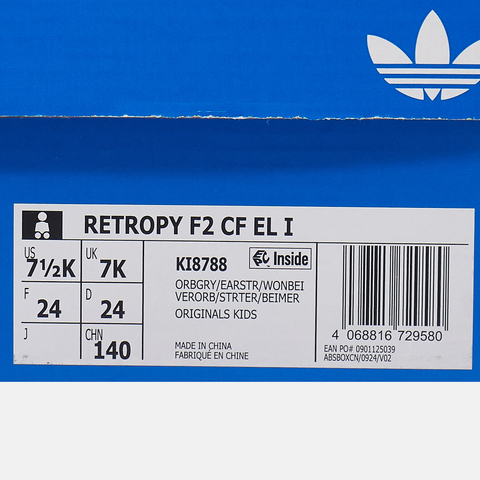 RETROPY F2 CF EL I
US UK
7½K 7K
F D
24 24
J CHN
140
KI8788 Inside
ORBGRY/EARSTR/WONBEI
VERORB/STRTER/BEIMER
ORIGINALS KIDS
MADE IN CHINA
FABRIQUÉ EN CHINE
4 068816 729580
EAN PO# 0901125039
ABSBOXCN/0924/V02